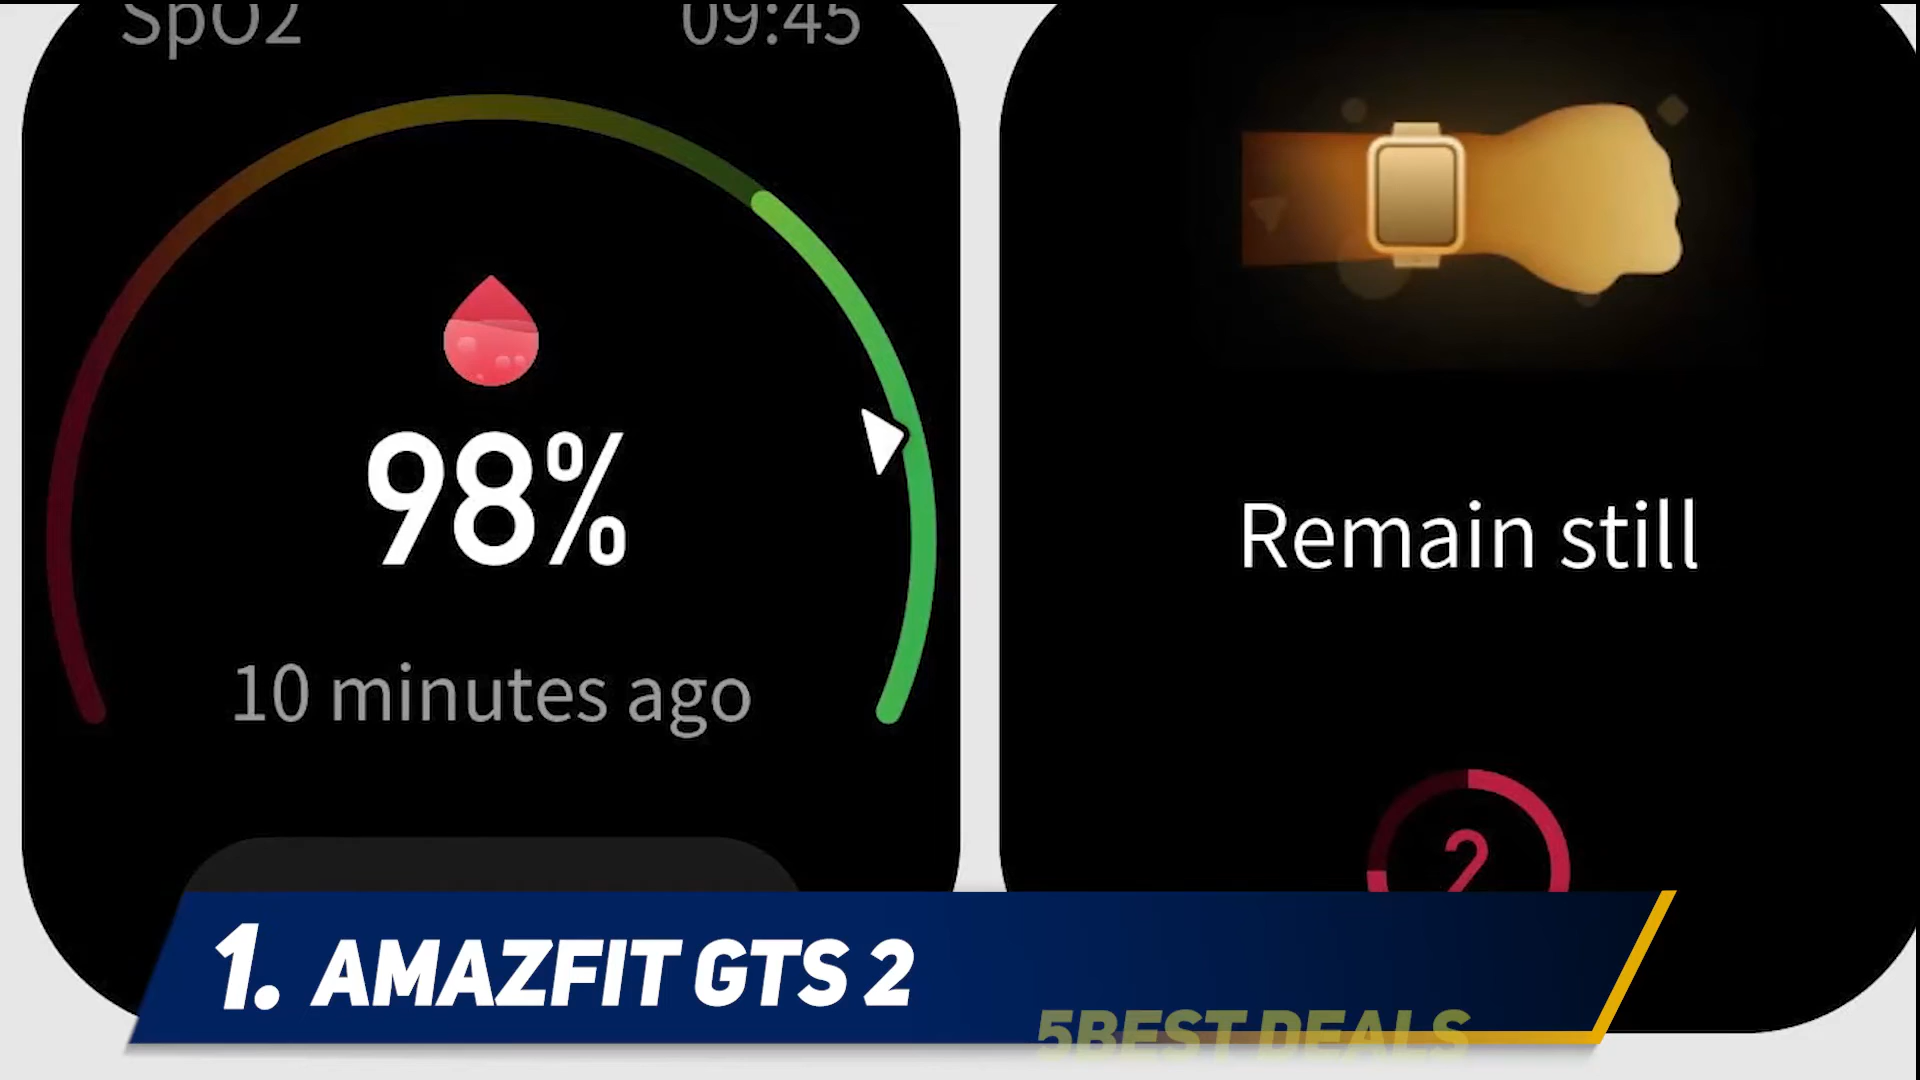 SpO2 09:45
98%
10 minutes ago
Remain still
2
1. AMAZFIT GTS 2
5BEST DEALS